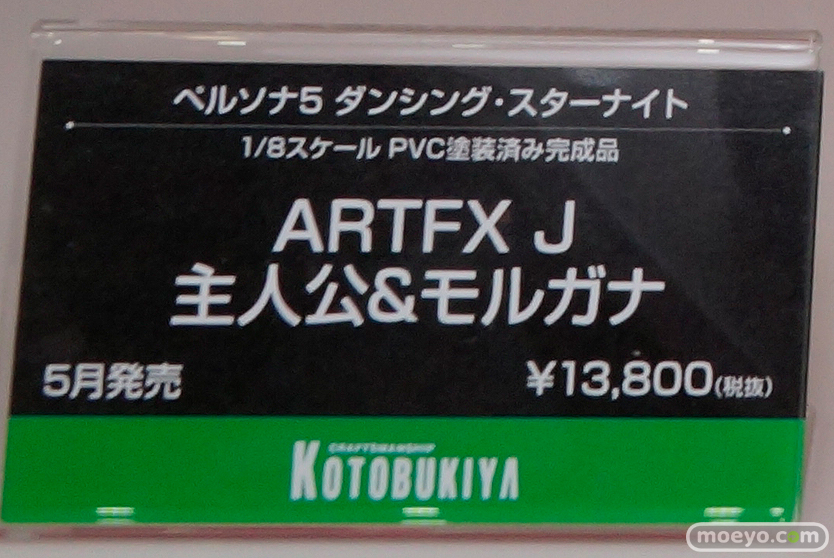 ペルソナ5 ダンシング・スターナイト
1/8スケール PVC塗装済み完成品
ARTFX J
主人公&モルガナ
5月発売
¥13,800(税抜)
CRAFTSMANSHIP
KOTOBUKIYA
moeyo.com